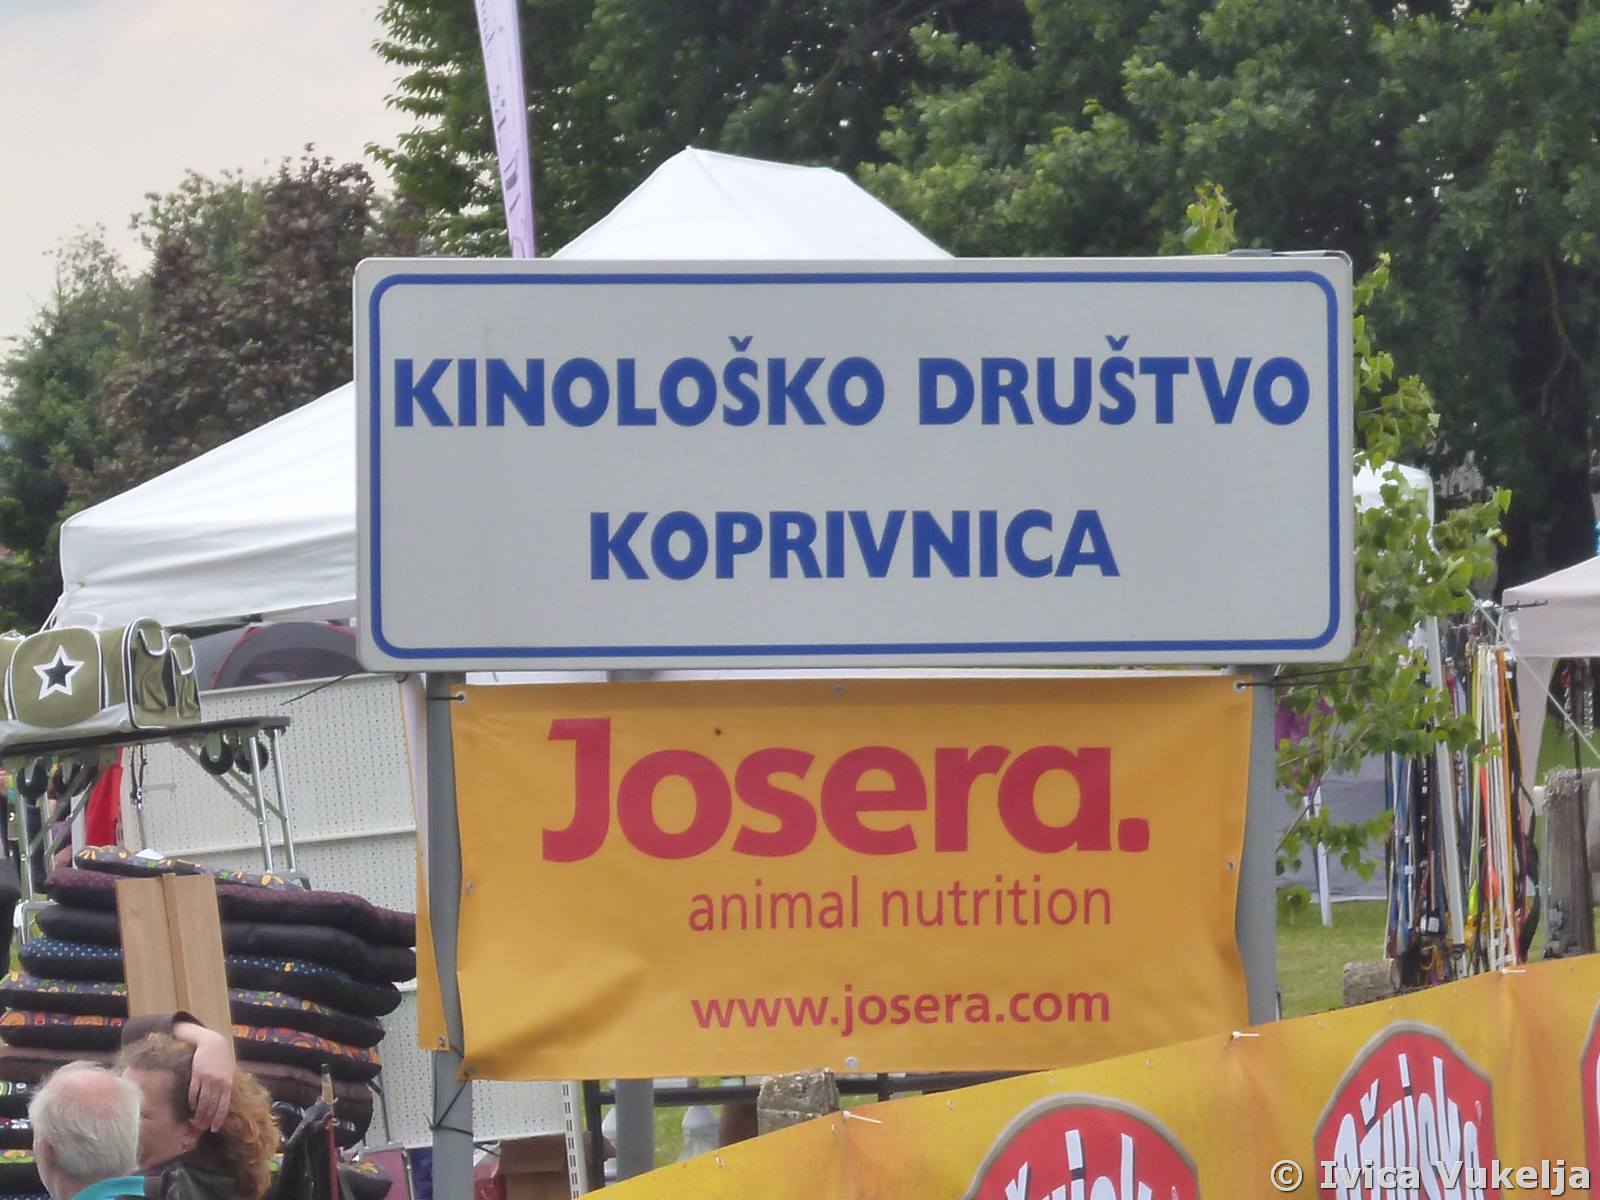 KINOLOŠKO DRUŠTVO
KOPRIVNICA
Josera.
animal nutrition
www.josera.com
© Ivica Vukelja